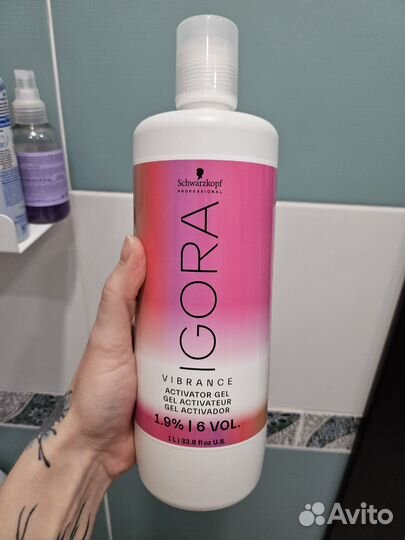 Schwarzkopf
PROFESSIONAL
IGORA
VIBRANCE
ACTIVATOR GEL
GEL ACTIVATEUR
GEL ACTIVADOR
1.9% | 6 VOL.
1 L | 33.8 fl oz U.S.
Avito